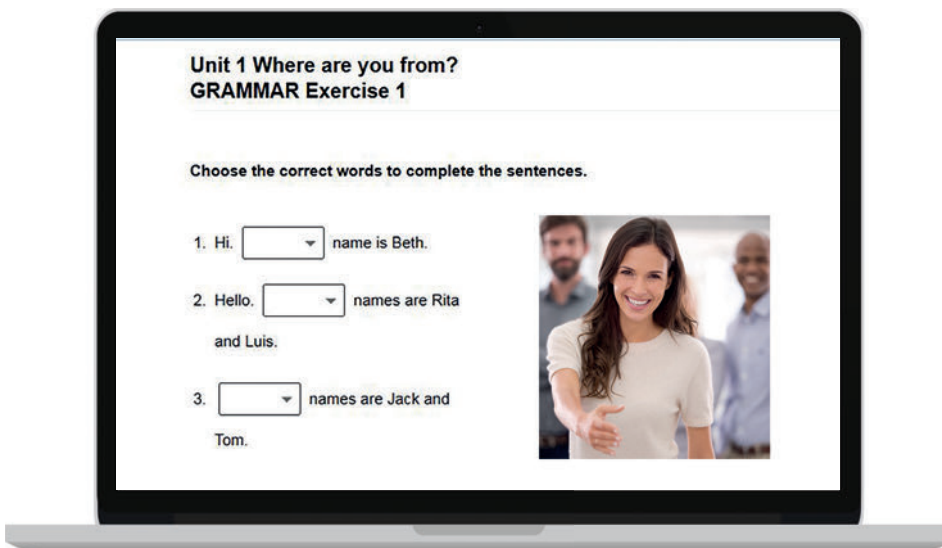 Unit 1 Where are you from?
GRAMMAR Exercise 1
Choose the correct words to complete the sentences.
1. Hi. name is Beth.
2. Hello. names are Rita
and Luis.
3. names are Jack and
Tom.